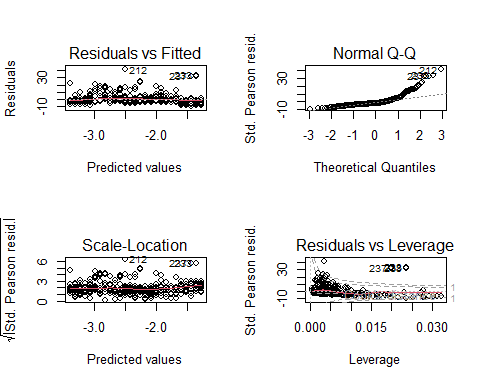 Residuals vs Fitted
Residuals
-10
30
212
-3.0
-2.0
Predicted values
Normal Q-Q
Std. Pearson resid.
-10
30
212
-3
-2
-1
0
1
2
3
Theoretical Quantiles
Scale-Location
√|Std. Pearson resid.|
0
3
6
212
-3.0
-2.0
Predicted values
Residuals vs Leverage
Std. Pearson resid.
-10
30
1
1
0.000
0.015
0.030
Leverage